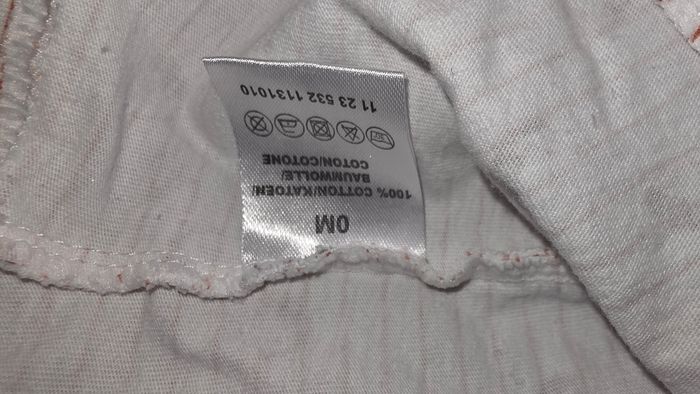 0M
100% COTTON/KATOEN/
BAUMWOLLE/
COTON/COTONE
11 23 532 1131010